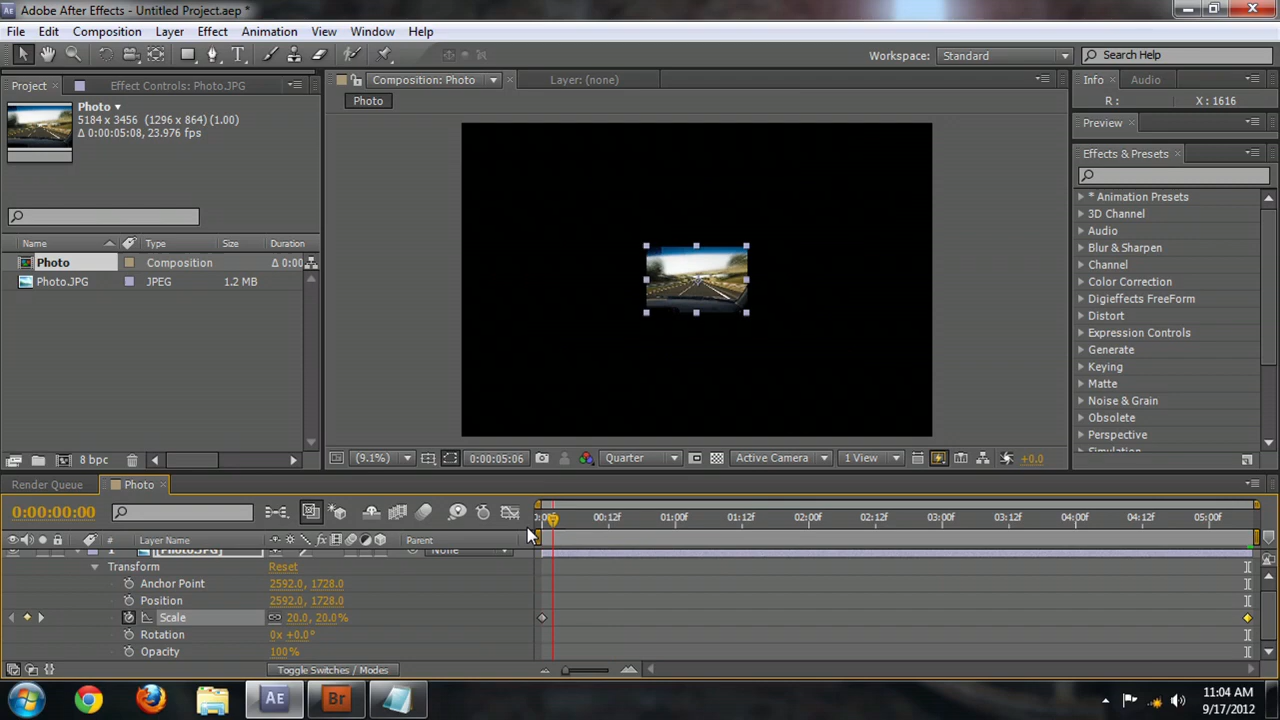 Adobe After Effects - Untitled Project.aep *
File Edit Composition Layer Effect Animation View Window Help
Workspace: Standard Search Help
Project Effect Controls: Photo.JPG Composition: Photo Layer: (none) Info Audio
Photo
R : X : 1616
Photo
5184 x 3456 (1296 x 864) (1.00)
Δ 0:00:05:08, 23.976 fps
Preview
Effects & Presets
* Animation Presets
3D Channel
Audio
Blur & Sharpen
Channel
Color Correction
Digieffects FreeForm
Distort
Expression Controls
Generate
Keying
Matte
Noise & Grain
Obsolete
Perspective
Name Type Size Duration
Photo Composition Δ 0:00
Photo.JPG JPEG 1.2 MB
8 bpc (9.1%) 0:00:05:06 Quarter Active Camera 1 View +0.0
Render Queue Photo
0:00:00:00
00:12f 01:00f 01:12f 02:00f 02:12f 03:00f 03:12f 04:00f 04:12f 05:00f
# Layer Name Parent
1 [Photo.JPG] None
Transform Reset
Anchor Point 2592.0, 1728.0
Position 2592.0, 1728.0
Scale 20.0, 20.0%
Rotation 0x +0.0°
Opacity 100%
Toggle Switches / Modes
AE Br
11:04 AM
9/17/2012